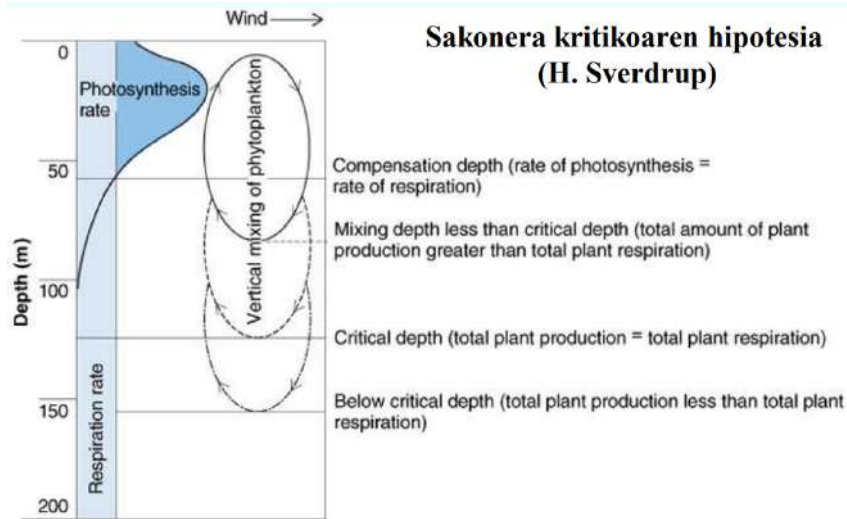 Wind
Sakonera kritikoaren hipotesia
(H. Sverdrup)
0
50
100
150
200
Depth (m)
Photosynthesis
rate
Respiration rate
Vertical mixing of phytoplankton
Compensation depth (rate of photosynthesis =
rate of respiration)
Mixing depth less than critical depth (total amount of plant
production greater than total plant respiration)
Critical depth (total plant production = total plant respiration)
Below critical depth (total plant production less than total plant
respiration)